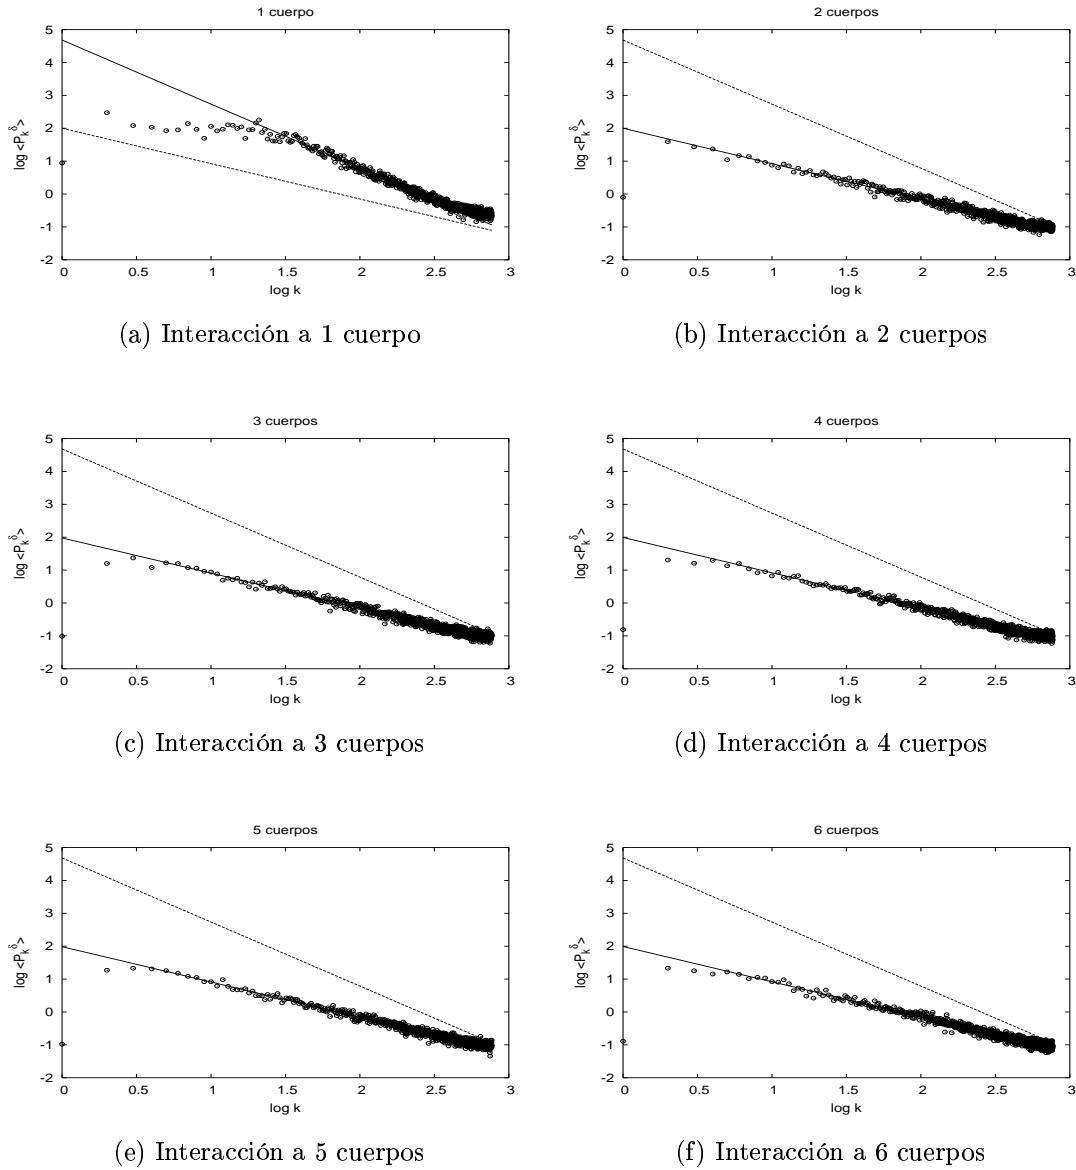 1 cuerpo
5
4
3
2
1
0
-1
-2
log <P_k^δ>
0 0.5 1 1.5 2 2.5 3
log k
(a) Interacción a 1 cuerpo
2 cuerpos
5
4
3
2
1
0
-1
-2
log <P_k^δ>
0 0.5 1 1.5 2 2.5 3
log k
(b) Interacción a 2 cuerpos
3 cuerpos
5
4
3
2
1
0
-1
-2
log <P_k^δ>
0 0.5 1 1.5 2 2.5 3
log k
(c) Interacción a 3 cuerpos
4 cuerpos
5
4
3
2
1
0
-1
-2
log <P_k^δ>
0 0.5 1 1.5 2 2.5 3
log k
(d) Interacción a 4 cuerpos
5 cuerpos
5
4
3
2
1
0
-1
-2
log <P_k^δ>
0 0.5 1 1.5 2 2.5 3
log k
(e) Interacción a 5 cuerpos
6 cuerpos
5
4
3
2
1
0
-1
-2
log <P_k^δ>
0 0.5 1 1.5 2 2.5 3
log k
(f) Interacción a 6 cuerpos